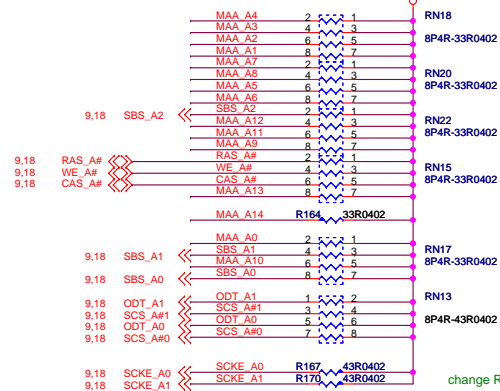 MAA_A4 2 1 RN18
MAA_A3 4 3
MAA_A2 6 5 8P4R-33R0402
MAA_A1 8 7
MAA_A7 2 1
MAA_A8 4 3 RN20
MAA_A5 6 5 8P4R-33R0402
MAA_A6 8 7
9,18 SBS_A2 SBS_A2 2 1
MAA_A12 4 3 RN22
MAA_A11 6 5 8P4R-33R0402
MAA_A9 8 7
9,18 RAS_A# RAS_A# 2 1
9,18 WE_A# WE_A# 4 3 RN15
9,18 CAS_A# CAS_A# 6 5 8P4R-33R0402
MAA_A13 8 7
MAA_A14 R164 33R0402
MAA_A0 2 1
9,18 SBS_A1 SBS_A1 4 3 RN17
MAA_A10 6 5 8P4R-33R0402
9,18 SBS_A0 SBS_A0 8 7
9,18 ODT_A1 ODT_A1 1 2 RN13
9,18 SCS_A#1 SCS_A#1 3 4
9,18 ODT_A0 ODT_A0 5 6 8P4R-43R0402
9,18 SCS_A#0 SCS_A#0 7 8
9,18 SCKE_A0 SCKE_A0 R167 43R0402
9,18 SCKE_A1 SCKE_A1 R170 43R0402
change R